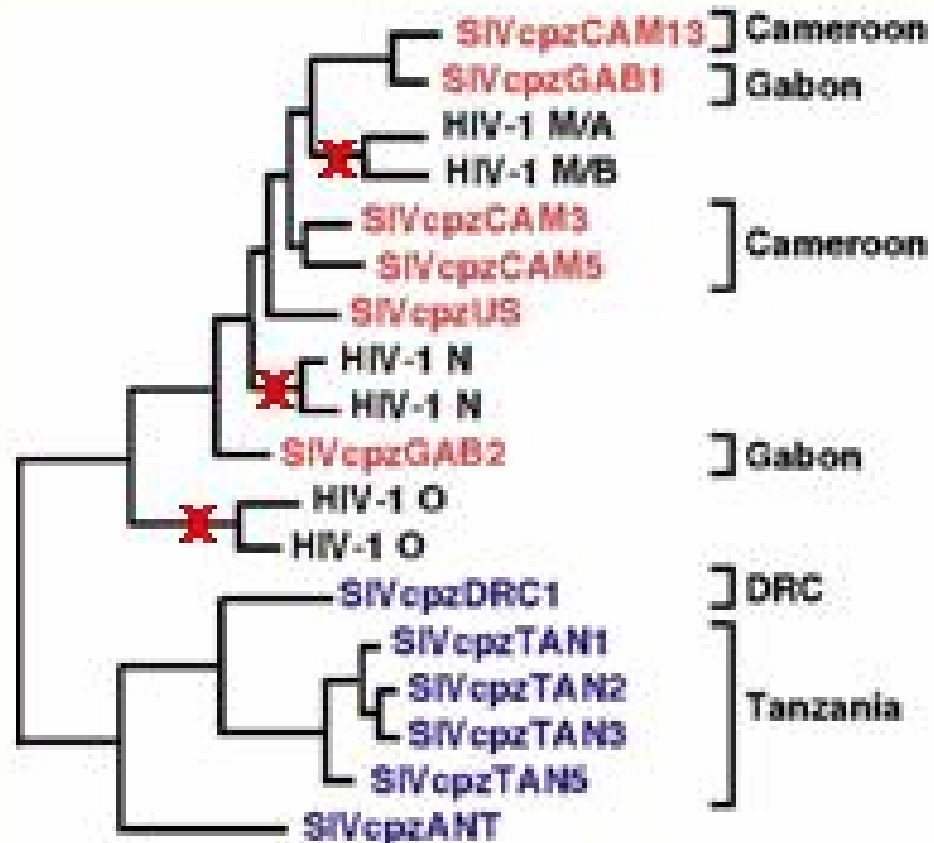 SIVcpzCAM13 Cameroon
SIVcpzGAB1 Gabon
HIV-1 M/A
HIV-1 M/B
SIVcpzCAM3
Cameroon
SIVcpzCAM5
SIVcpzUS
HIV-1 N
HIV-1 N
SIVcpzGAB2 Gabon
HIV-1 O
HIV-1 O
SIVcpzDRC1 DRC
SIVcpzTAN1
SIVcpzTAN2
Tanzania
SIVcpzTAN3
SIVcpzTAN5
SIVcpzANT